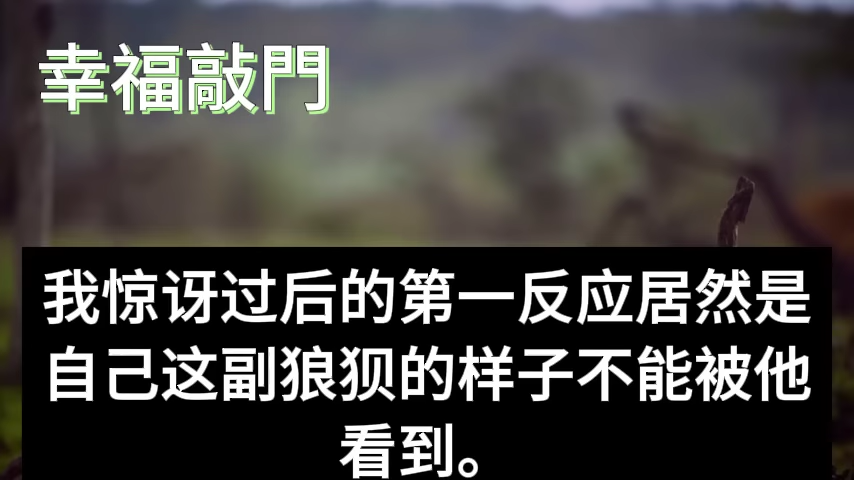 幸福敲門
我惊讶过后的第一反应居然是
自己这副狼狈的样子不能被他
看到。